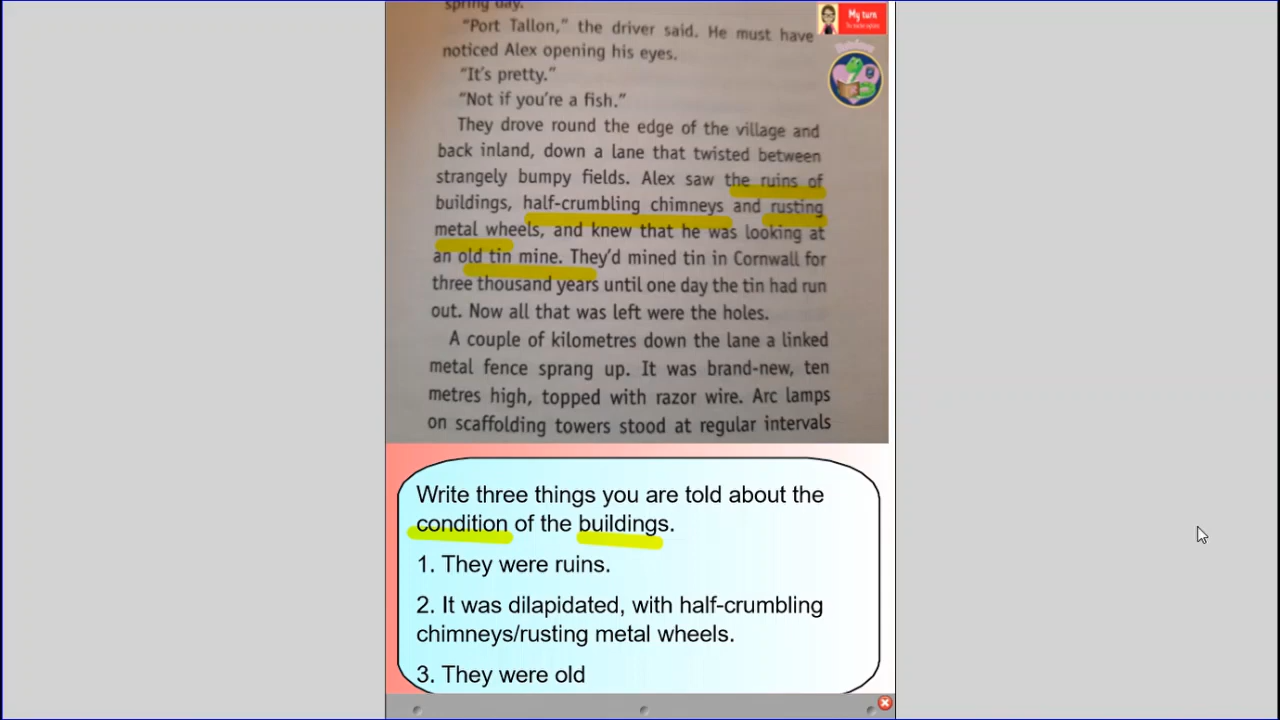 spring day.
"Port Tallon," the driver said. He must have
noticed Alex opening his eyes.
"It's pretty."
"Not if you're a fish."
They drove round the edge of the village and
back inland, down a lane that twisted between
strangely bumpy fields. Alex saw the ruins of
buildings, half-crumbling chimneys and rusting
metal wheels, and knew that he was looking at
an old tin mine. They'd mined tin in Cornwall for
three thousand years until one day the tin had run
out. Now all that was left were the holes.
A couple of kilometres down the lane a linked
metal fence sprang up. It was brand-new, ten
metres high, topped with razor wire. Arc lamps
on scaffolding towers stood at regular intervals
My turn
The teacher explains
Write three things you are told about the
condition of the buildings.
1. They were ruins.
2. It was dilapidated, with half-crumbling
chimneys/rusting metal wheels.
3. They were old